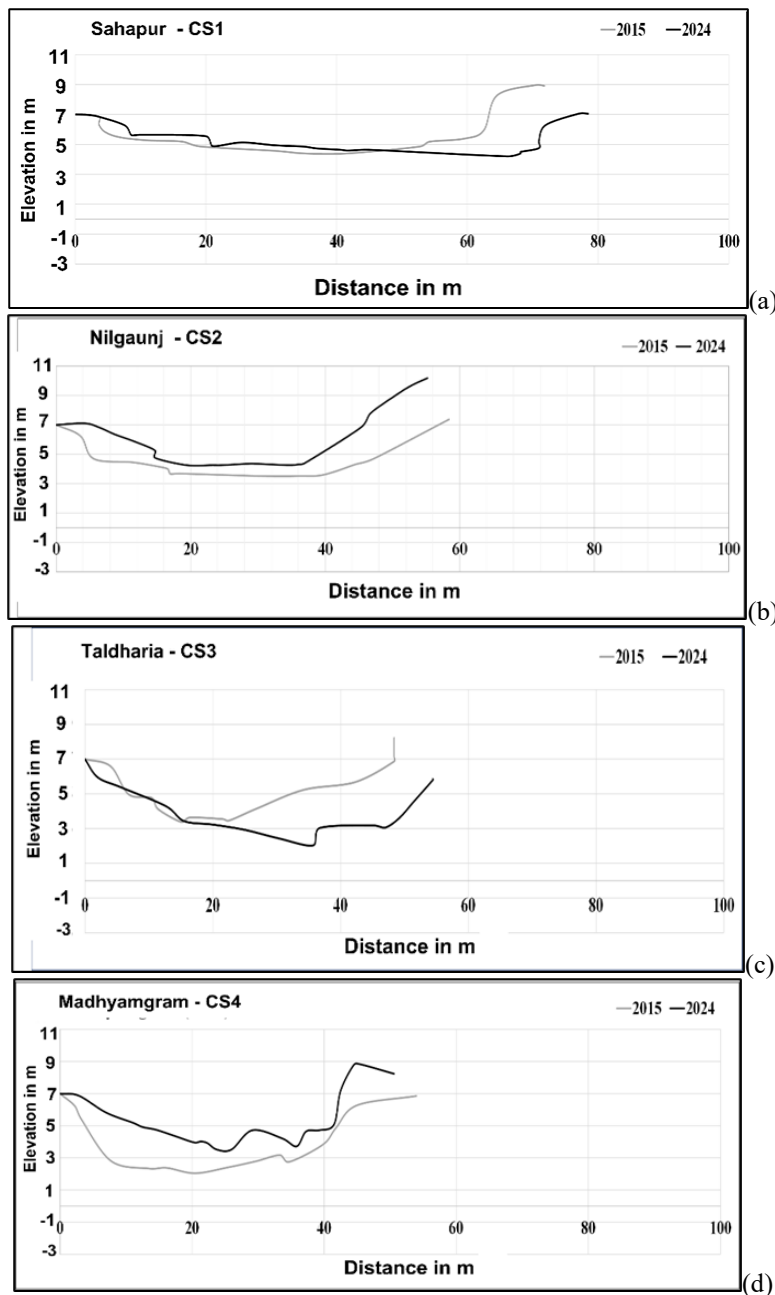 Sahapur - CS1
2015 2024
11
9
7
5
3
1
-1
-3
Elevation in m
0 20 40 60 80 100
Distance in m
(a)
Nilgaunj - CS2
2015 2024
11
9
7
5
3
1
-1
-3
Elevation in m
0 20 40 60 80 100
Distance in m
(b)
Taldharia - CS3
2015 2024
11
9
7
5
3
1
-1
-3
Elevation in m
0 20 40 60 80 100
Distance in m
(c)
Madhyamgram - CS4
2015 2024
11
9
7
5
3
1
-1
-3
Elevation in m
0 20 40 60 80 100
Distance in m
(d)